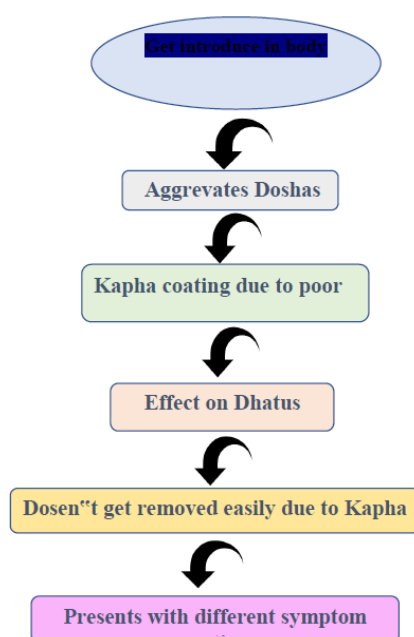 Get introduce in body
Aggrevates Doshas
Kapha coating due to poor
Effect on Dhatus
Dosen‟t get removed easily due to Kapha
Presents with different symptom